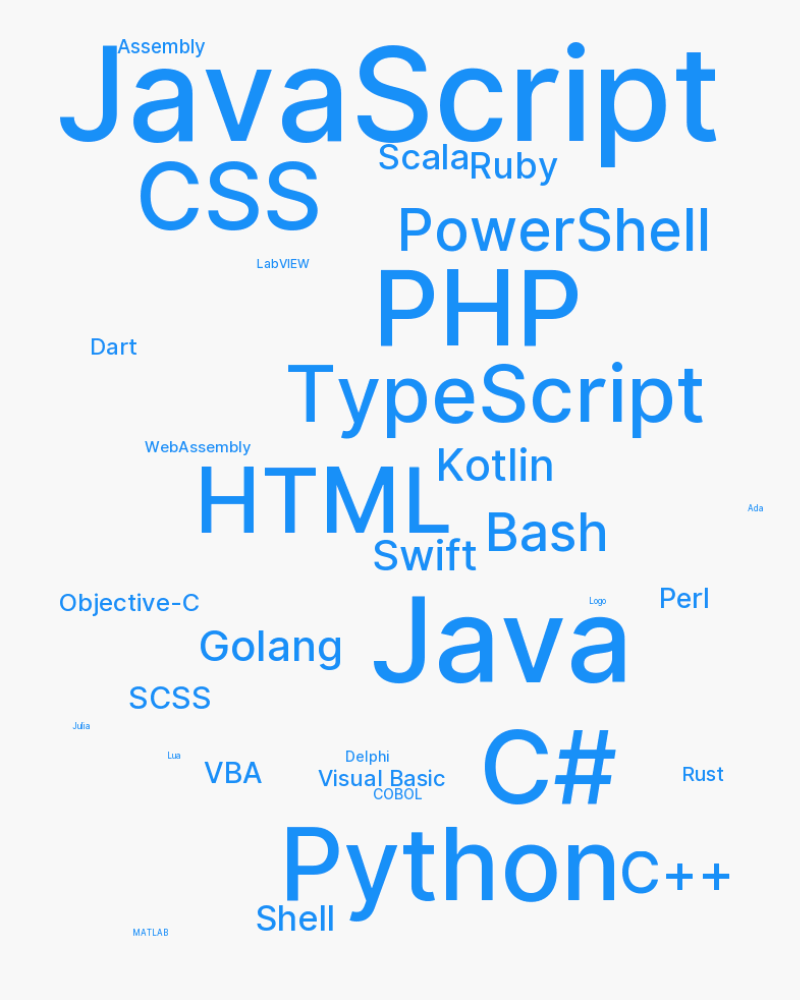 Assembly
JavaScript
Scala
Ruby
CSS
PowerShell
LabVIEW
PHP
Dart
TypeScript
WebAssembly
Kotlin
HTML
Ada
Bash
Swift
Objective-C
Logo
Perl
Golang
Java
SCSS
Julia
Lua
VBA
Delphi
Visual Basic
COBOL
C#
Rust
Python
C++
Shell
MATLAB